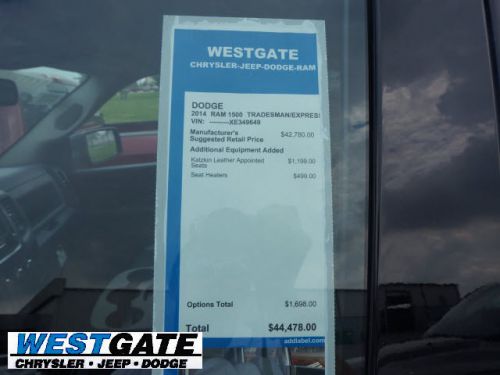 WESTGATE
CHRYSLER-JEEP-DODGE-RAM
DODGE
2014 RAM 1500 TRADESMAN/EXPRESS
VIN: ---------XE349649
Manufacturer's $42,780.00
Suggested Retail Price
Additional Equipment Added
Katzkin Leather Appointed $1,199.00
Seats
Seat Heaters $499.00
Options Total $1,698.00
Total $44,478.00
addlabel.com
WESTGATE
CHRYSLER • JEEP • DODGE